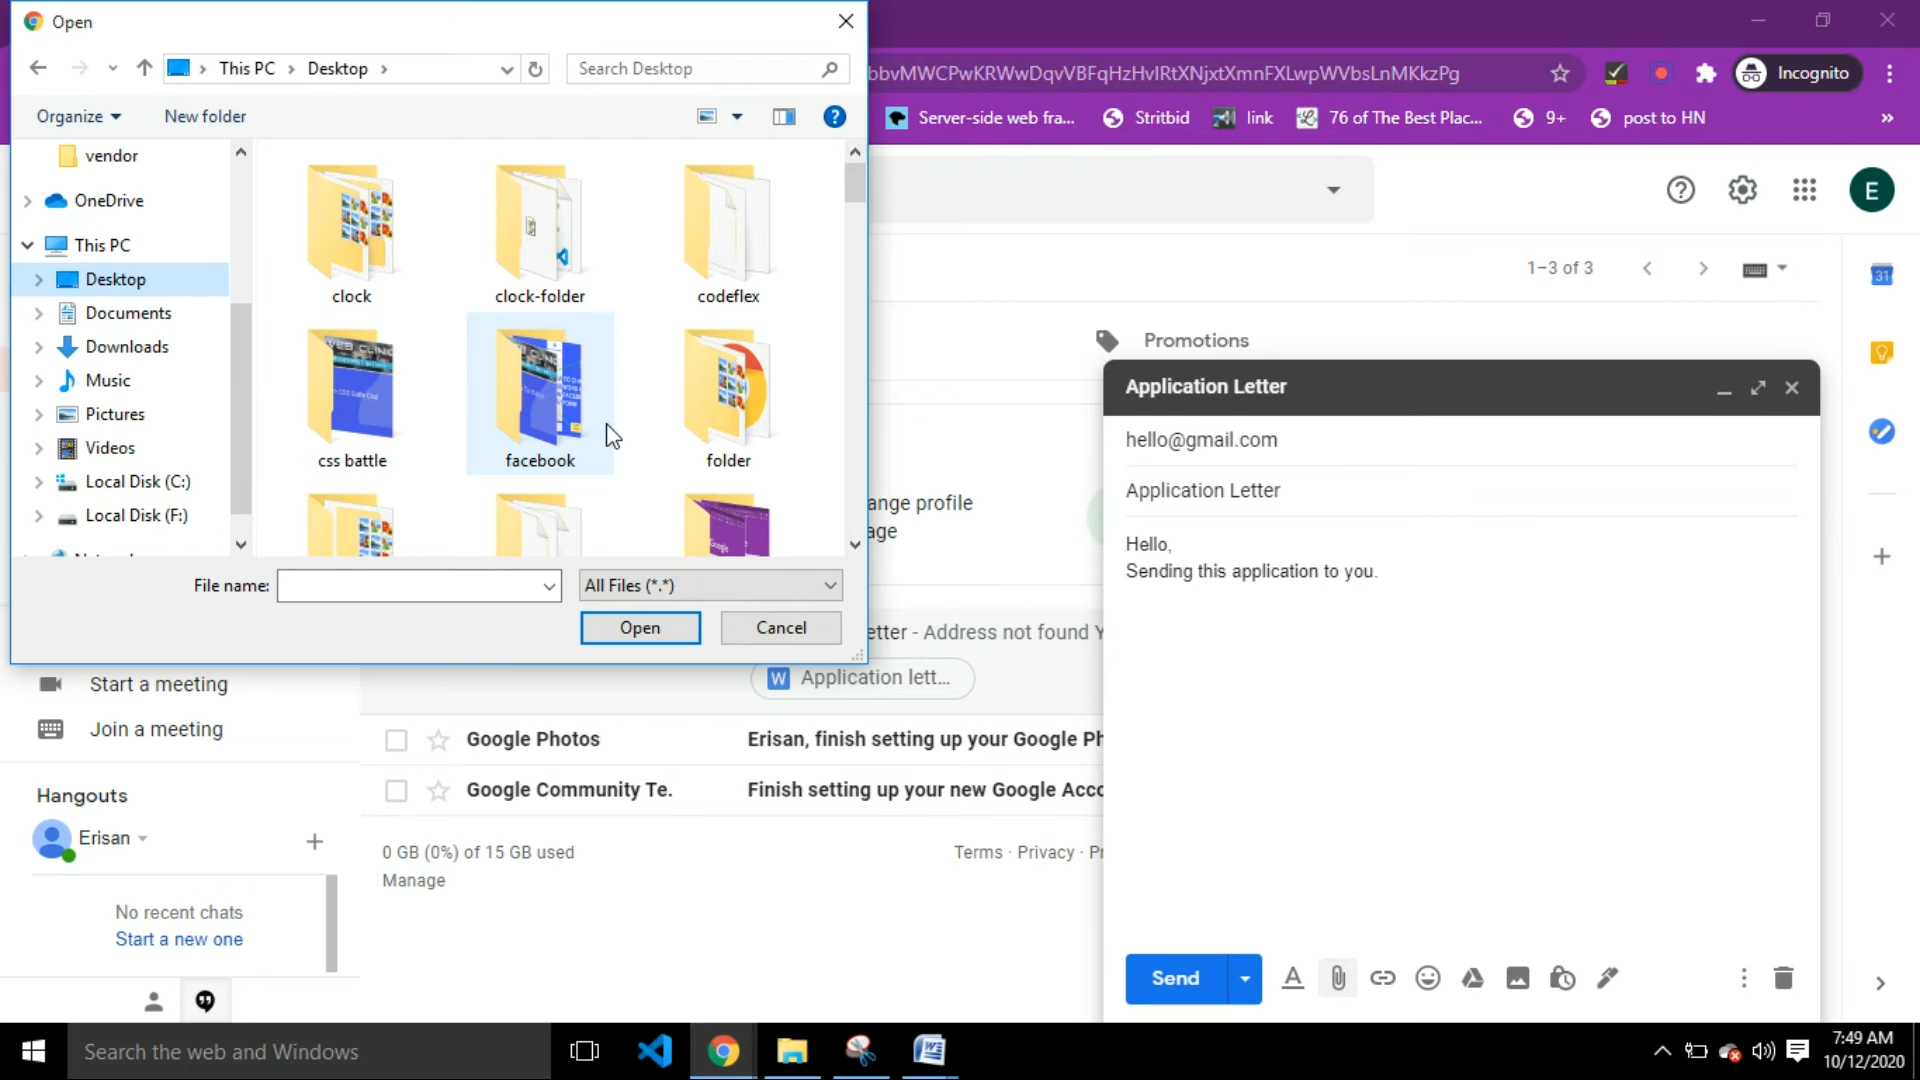 Open
This PC
Desktop
Search Desktop
bbvMWCPwKRWwDqvVBFqHzHvlRtXNjxtXmnFXLwpWVbsLnMKkzPg
Incognito
Organize
New folder
Server-side web fra...
Stritbid
link
76 of The Best Plac...
9+
post to HN
»
vendor
OneDrive
This PC
Desktop
Documents
Downloads
Music
Pictures
Videos
Local Disk (C:)
Local Disk (F:)
clock
clock-folder
codeflex
css battle
facebook
folder
File name:
All Files (*.*)
Open
Cancel
E
1–3 of 3
31
Promotions
ange profile
age
etter - Address not found Y
W Application lett...
Application Letter
hello@gmail.com
Application Letter
Hello,
Sending this application to you.
Send
Start a meeting
Join a meeting
Google Photos
Erisan, finish setting up your Google Ph
Google Community Te.
Finish setting up your new Google Acco
Hangouts
Erisan
0 GB (0%) of 15 GB used
Manage
Terms · Privacy · Pr
No recent chats
Start a new one
Search the web and Windows
7:49 AM
10/12/2020